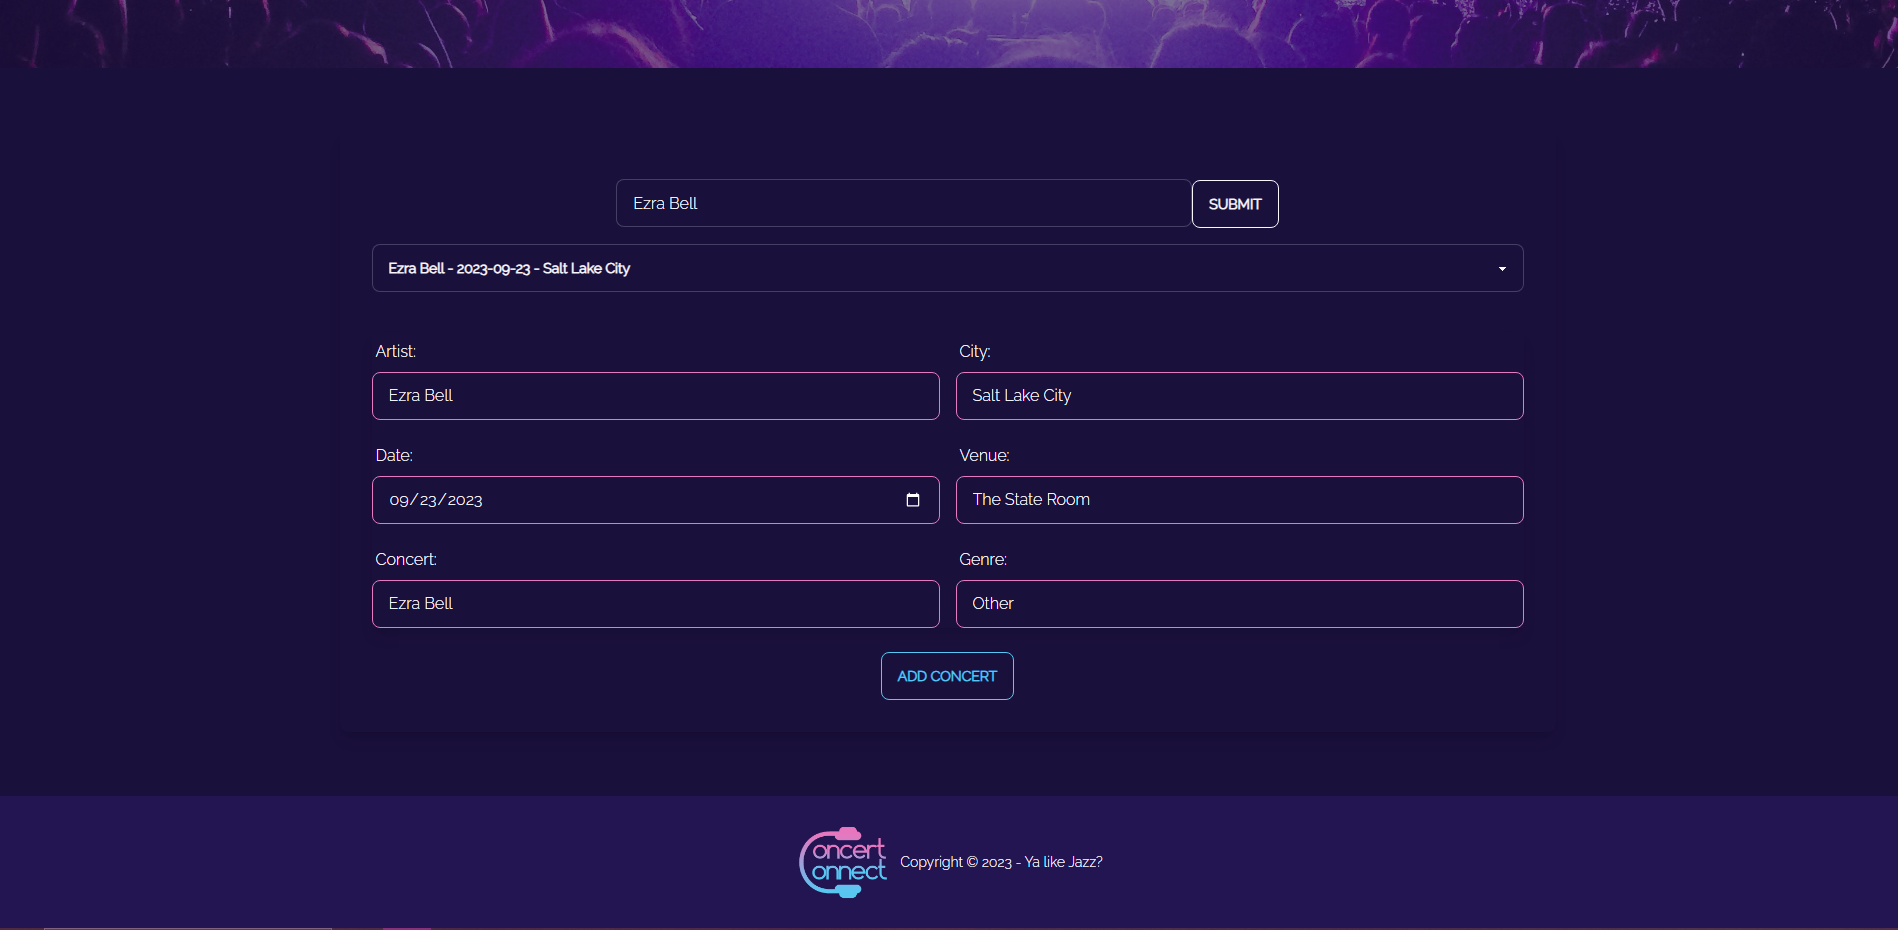 Ezra Bell
SUBMIT
Ezra Bell - 2023-09-23 - Salt Lake City
Artist:
City:
Ezra Bell
Salt Lake City
Date:
Venue:
09/23/2023
The State Room
Concert:
Genre:
Ezra Bell
Other
ADD CONCERT
oncert
onnect
Copyright © 2023 - Ya like Jazz?